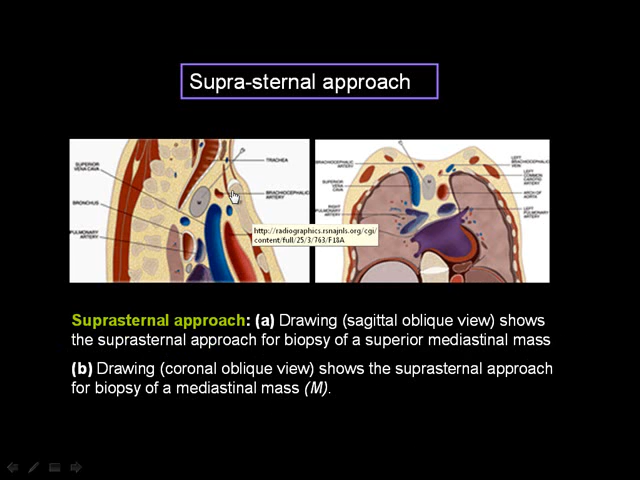 Supra-sternal approach
SUPERIOR
VENA CAVA
BRONCHUS
PULMONARY
ARTERY
TRACHEA
BRACHIOCEPHALIC
ARTERY
http://radiographics.rsnajnls.org/cgi/
content/full/25/3/763/F18A
BRACHIOCEPHALIC
ARTERY
SUPERIOR
VENA CAVA
RIGHT
PULMONARY
ARTERY
LEFT
BRACHIOCEPHALIC
VEIN
LEFT
COMMON
CAROTID
ARTERY
ARCH OF
AORTA
LEFT
PULMONARY
ARTERY
Suprasternal approach: (a) Drawing (sagittal oblique view) shows
the suprasternal approach for biopsy of a superior mediastinal mass
(b) Drawing (coronal oblique view) shows the suprasternal approach
for biopsy of a mediastinal mass (M).